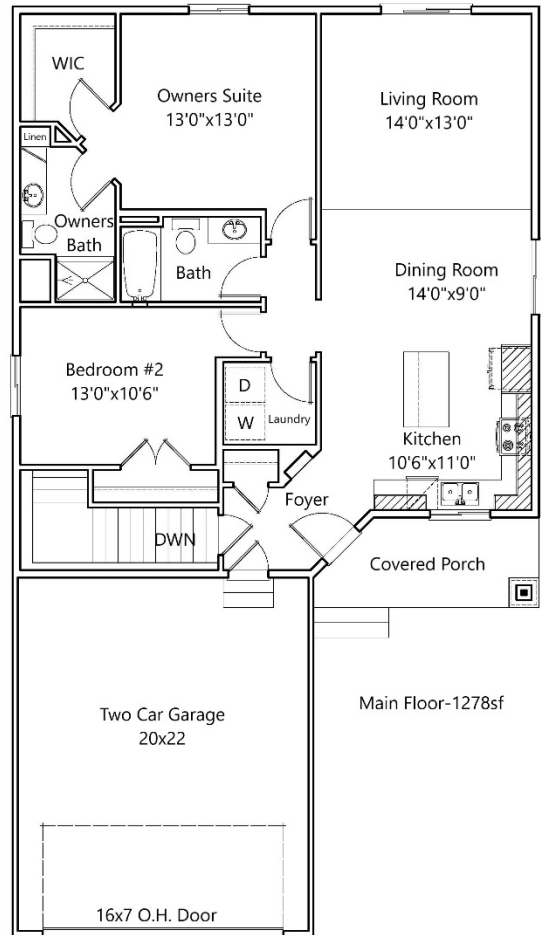 WIC
Owners Suite
13'0"x13'0"
Living Room
14'0"x13'0"
Linen
Owners
Bath
Bath
Dining Room
14'0"x9'0"
Bedroom #2
13'0"x10'6"
D
W
Laundry
Kitchen
10'6"x11'0"
Foyer
DWN
Covered Porch
Two Car Garage
20x22
Main Floor-1278sf
16x7 O.H. Door